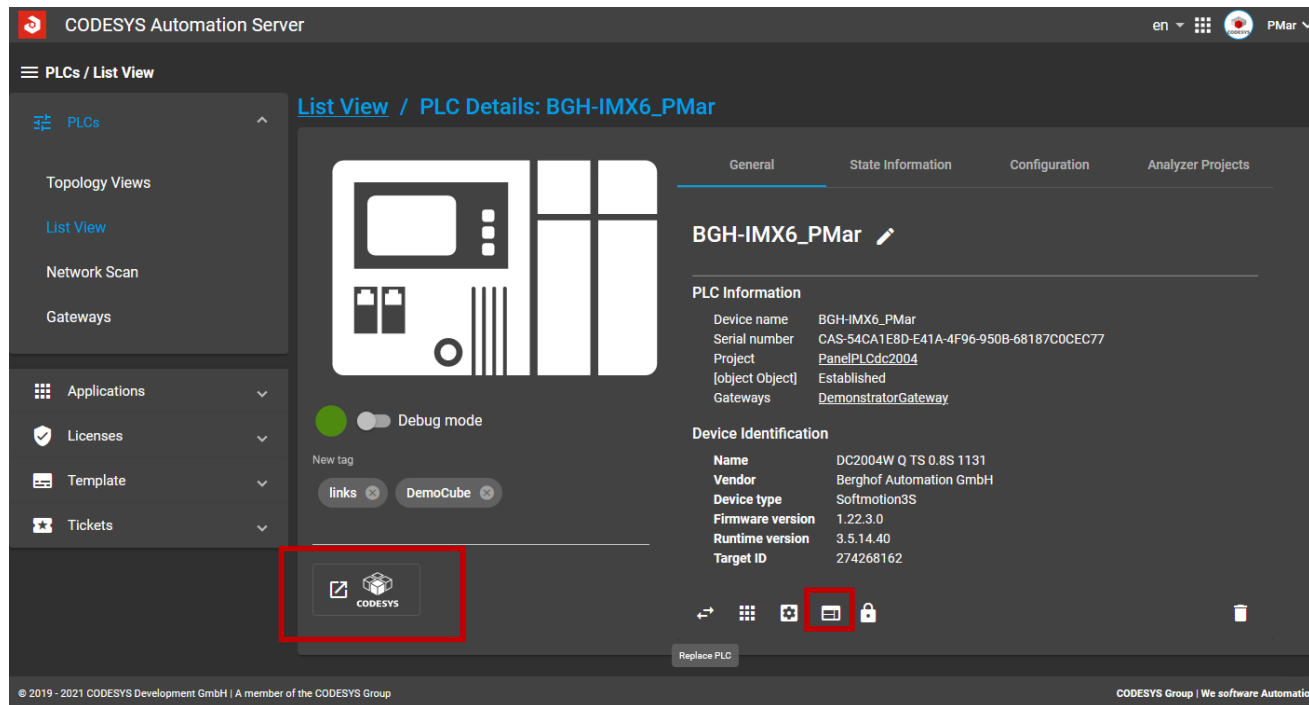 CODESYS Automation Server
en
CODESYS
PMar
PLCs / List View
PLCs
Topology Views
List View
Network Scan
Gateways
Applications
Licenses
Template
Tickets
List View / PLC Details: BGH-IMX6_PMar
Debug mode
New tag
links
DemoCube
CODESYS
General State Information Configuration Analyzer Projects
BGH-IMX6_PMar
PLC Information
Device name BGH-IMX6_PMar
Serial number CAS-54CA1E8D-E41A-4F96-950B-68187C0CEC77
Project PanelPLCdc2004
[object Object] Established
Gateways DemonstratorGateway
Device Identification
Name DC2004W Q TS 0.8S 1131
Vendor Berghof Automation GmbH
Device type Softmotion3S
Firmware version 1.22.3.0
Runtime version 3.5.14.40
Target ID 274268162
Replace PLC
© 2019 - 2021 CODESYS Development GmbH | A member of the CODESYS Group
CODESYS Group | We software Automatio